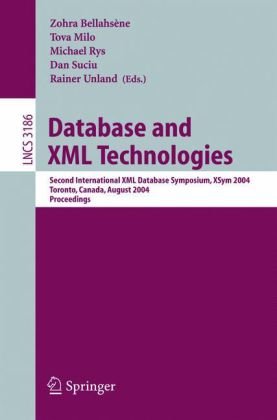 Zohra Bellahsène
Tova Milo
Michael Rys
Dan Suciu
Rainer Unland (Eds.)
LNCS 3186
Database and
XML Technologies
Second International XML Database Symposium, XSym 2004
Toronto, Canada, August 2004
Proceedings
Springer